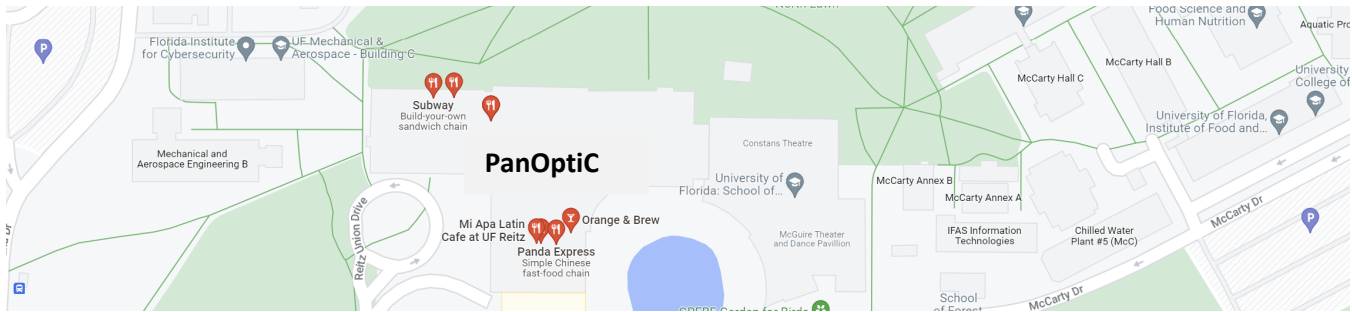 North Lawn
Food Science and
Human Nutrition
Aquatic Pro
Florida Institute
for Cybersecurity
UF Mechanical &
Aerospace - Building C
P
McCarty Hall B
McCarty Hall C
University
College of
Subway
Build-your-own
sandwich chain
University of Florida,
Institute of Food and...
Constans Theatre
Mechanical and
Aerospace Engineering B
PanOptiC
University of
Florida: School of...
McCarty Annex B
McCarty Annex A
McCarty Dr
Reitz Union Drive
Mi Apa Latin
Cafe at UF Reitz
Orange & Brew
Panda Express
Simple Chinese
fast-food chain
McGuire Theater
and Dance Pavillion
IFAS Information
Technologies
Chilled Water
Plant #5 (McC)
P
McCarty Dr
School
of Forest